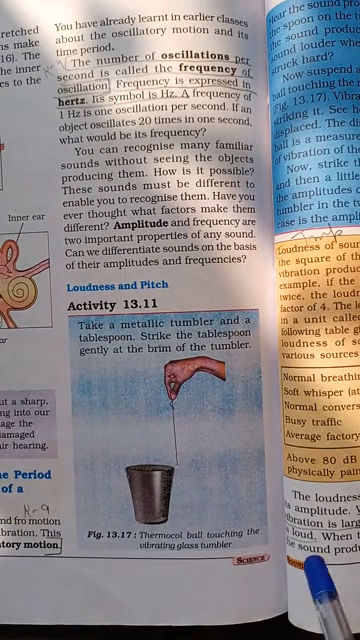 You have already learnt in earlier classes
about the oscillatory motion and its
time period.
The number of oscillations per
second is called the frequency of
oscillation. Frequency is expressed in
hertz. Its symbol is Hz. A frequency of
1 Hz is one oscillation per second. If an
object oscillates 20 times in one second,
what would be its frequency?
You can recognise many familiar
sounds without seeing the objects
producing them. How is it possible?
These sounds must be different to
enable you to recognise them. Have you
ever thought what factors make them
different? Amplitude and frequency are
two important properties of any sound.
Can we differentiate sounds on the basis
of their amplitudes and frequencies?
Loudness and Pitch
Activity 13.11
Take a metallic tumbler and a
tablespoon. Strike the tablespoon
gently at the brim of the tumbler.
Fig. 13.17 : Thermocol ball touching the
vibrating glass tumbler
SCIENCE
stretched
ns make
16). The
he inner
es to the
Inner ear
ar
ut a sharp,
ng into our
age the
damaged
air hearing.
he Period
of a
nd fro motion
ibration. This
atory motion
Hear the sound pro
the spoon on the t
the sound produc
sound louder wh
struck hard?
Now suspend
ball touching the
Fig. 13.17). Vibra
striking it. See h
displaced. The di
ball is a measur
of vibration of the
Now, strike t
and then a little
the amplitudes
tumbler in the tw
case is the ampli
Loudness of sour
the square of th
vibration produ
example, if the
twice, the loudr
factor of 4. The lo
in a unit called
following table g
loudness of so
various sources
Normal breathin
Soft whisper (at
Normal convers
Busy traffic
Average factory
Above 80 dB
physically pain
The loudness
its amplitude.
vibration is larg
is loud. When t
the sound prod